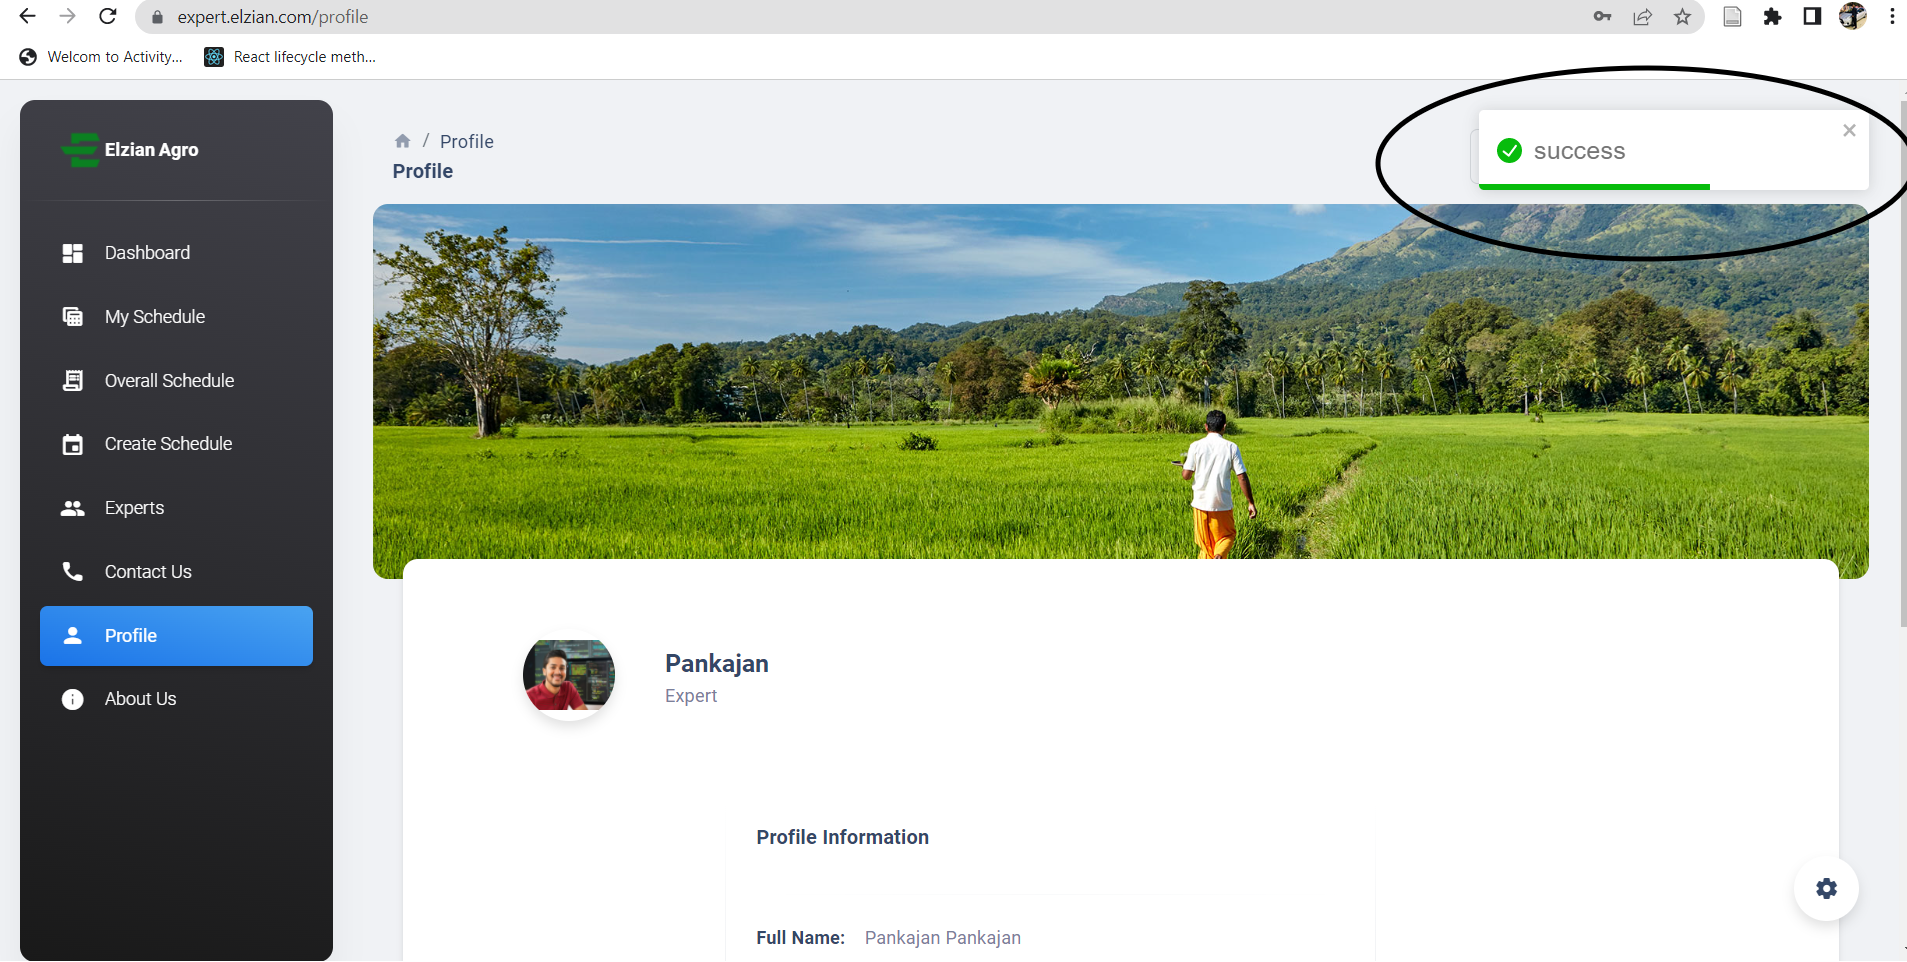 expert.elzian.com/profile
Welcom to Activity...
React lifecycle meth...
Elzian Agro
/ Profile
Profile
success
Dashboard
My Schedule
Overall Schedule
Create Schedule
Experts
Contact Us
Profile
About Us
Pankajan
Expert
Profile Information
Full Name: Pankajan Pankajan